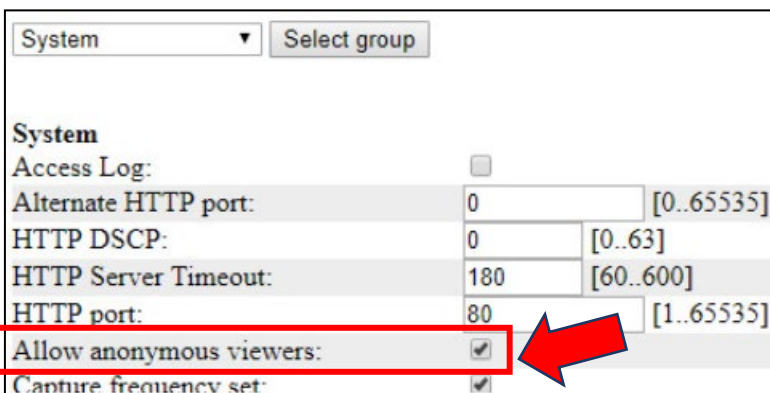 System Select group
System
Access Log:
Alternate HTTP port: 0 [0..65535]
HTTP DSCP: 0 [0..63]
HTTP Server Timeout: 180 [60..600]
HTTP port: 80 [1..65535]
Allow anonymous viewers:
Capture frequency set: